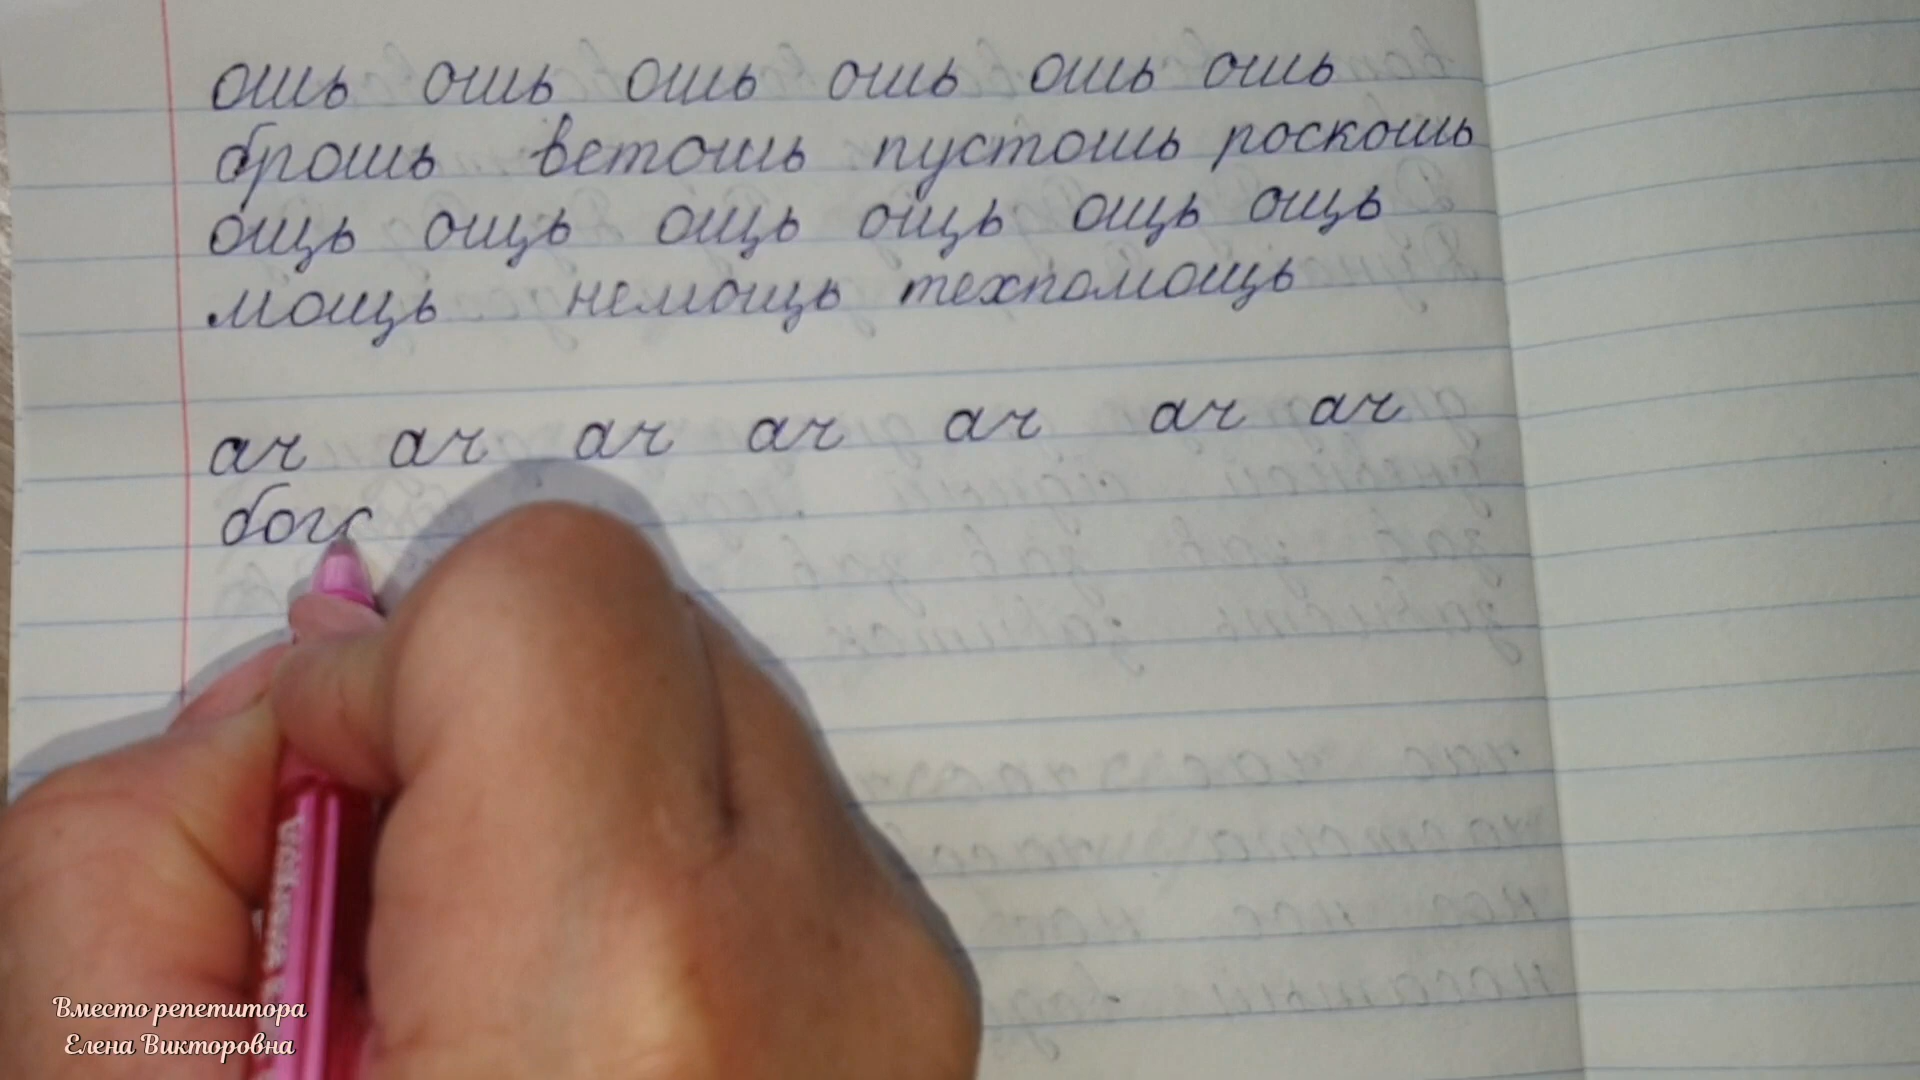 ошь ошь ошь ошь ошь ошь
брошь ветошь пустошь роскошь
ощь ощь ощь ощь ощь ощь
мощь немощь техпомощь
ач ач ач ач ач ач ач
Вместо репетитора
Елена Викторовна